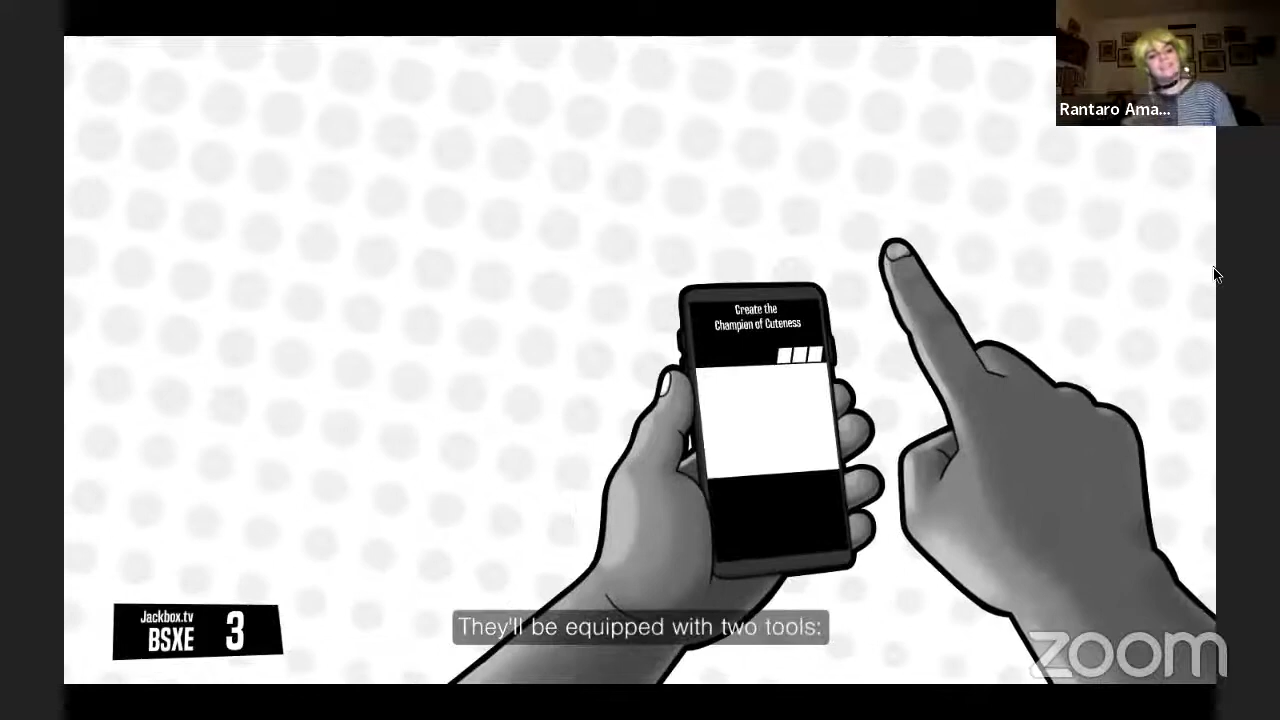 Rantaro Ama...
Create the
Champion of Cuteness
Jackbox.tv
BSXE 3
They'll be equipped with two tools:
zoom